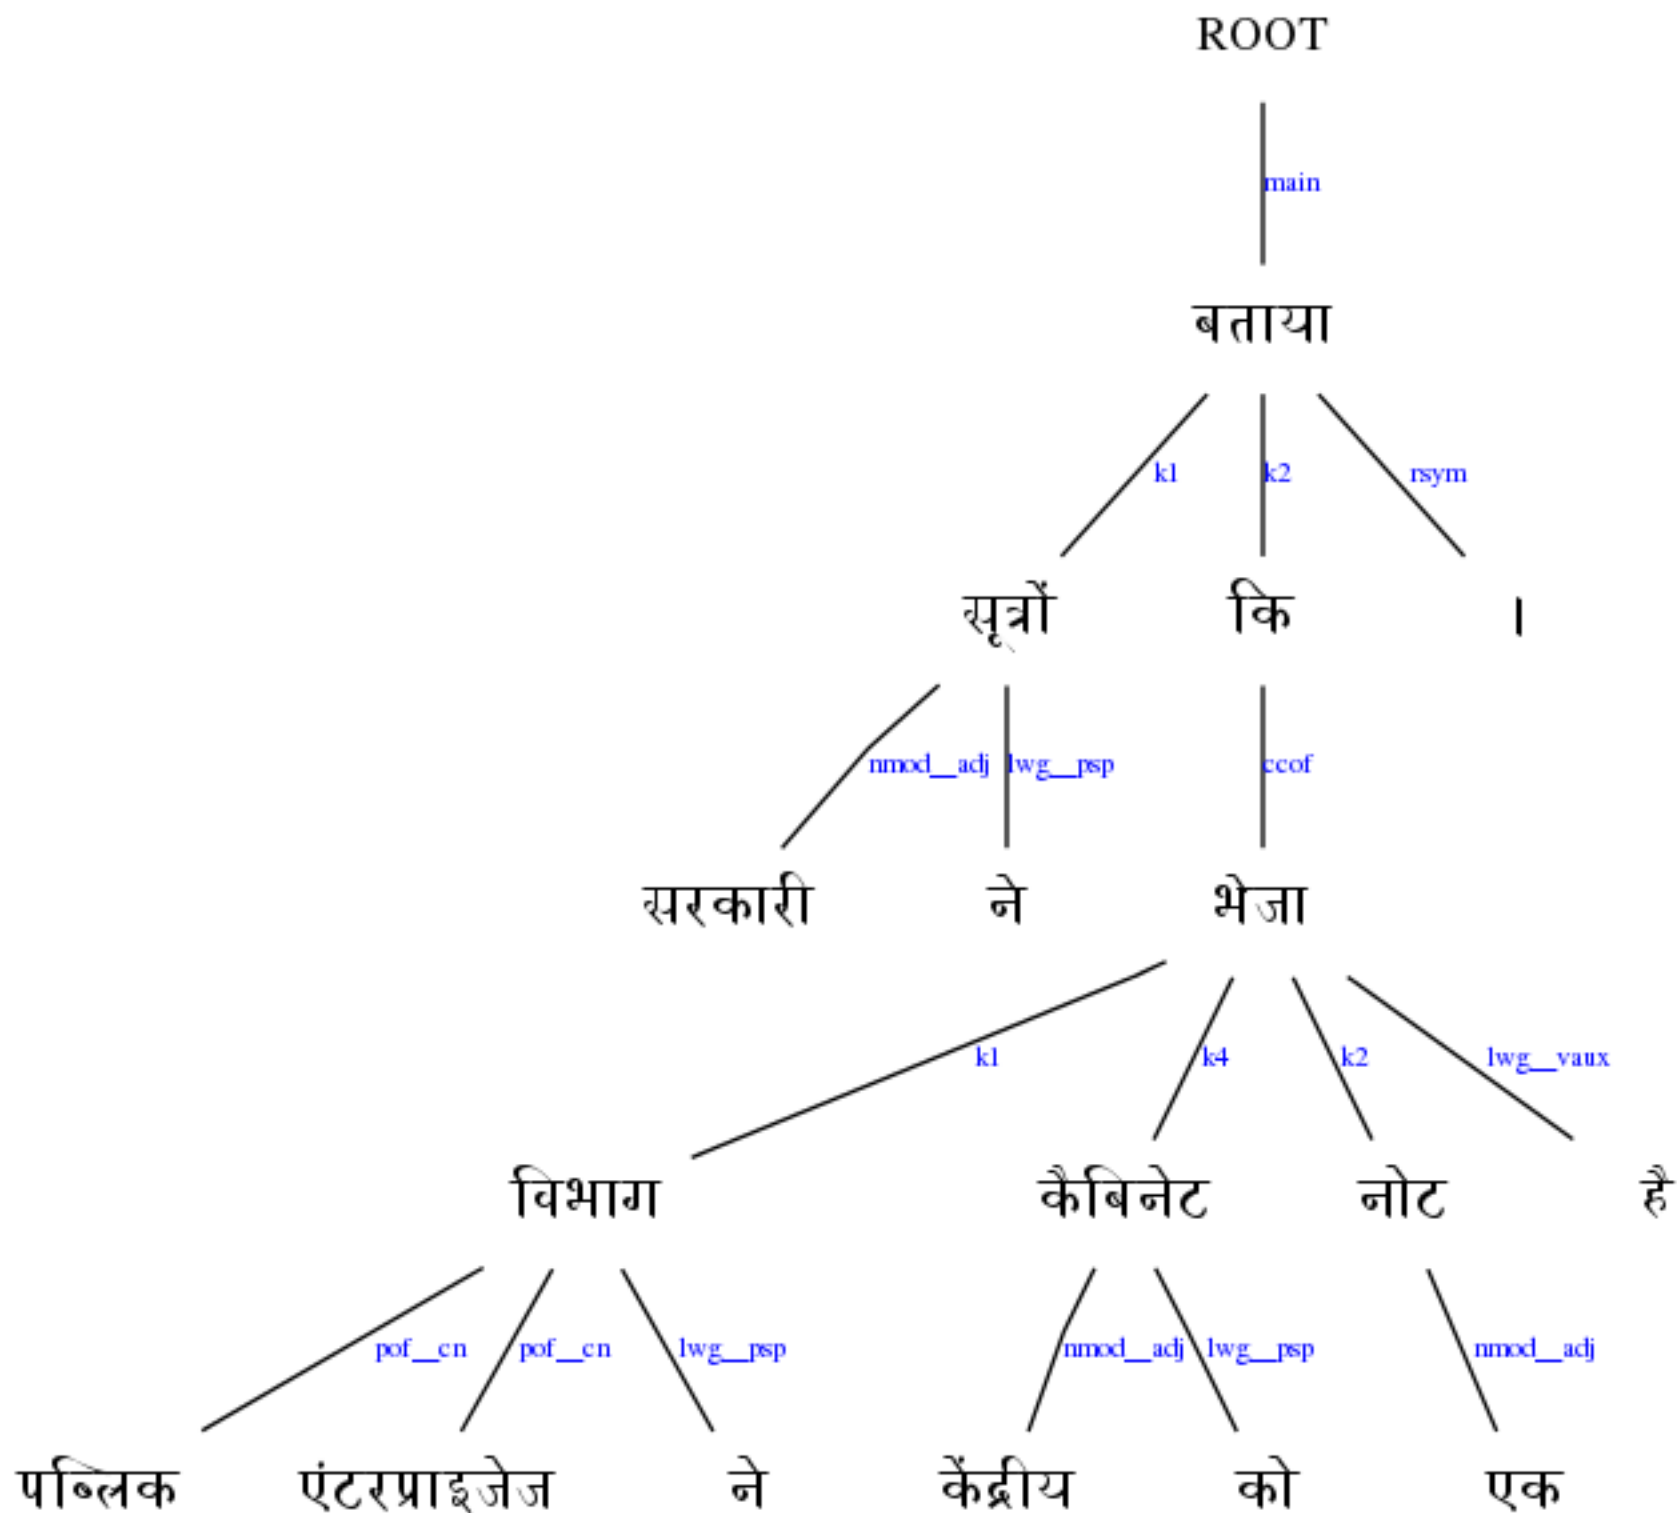 ROOT
main
बताया
k1 k2 rsym
सूत्रों कि ।
nmod__adj lwg__psp ccof
सरकारी ने भेजा
k1 k4 k2 lwg__vaux
विभाग कैबिनेट नोट है
pof__cn pof__cn lwg__psp nmod__adj lwg__psp nmod__adj
पब्लिक एंटरप्राइजेज ने केंद्रीय को एक